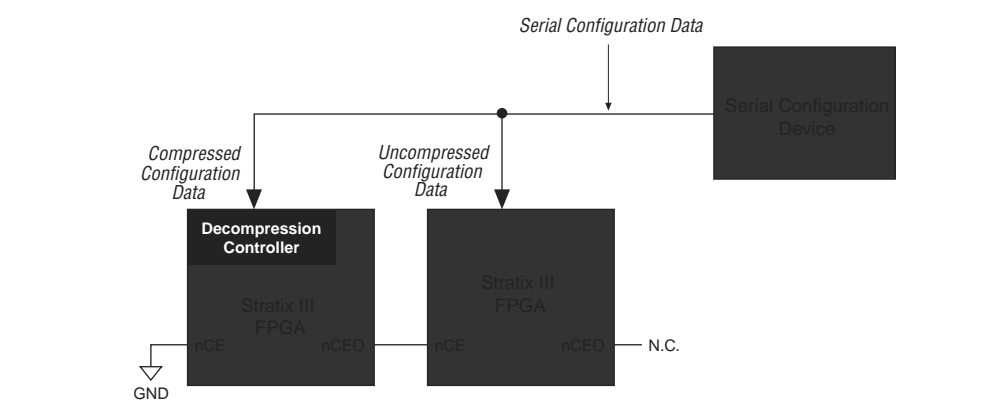 Serial Configuration Data
Serial Configuration
Device
Compressed
Configuration
Data
Uncompressed
Configuration
Data
Decompression
Controller
Stratix III
FPGA
Stratix III
FPGA
nCE
nCEO
nCE
nCEO
N.C.
GND